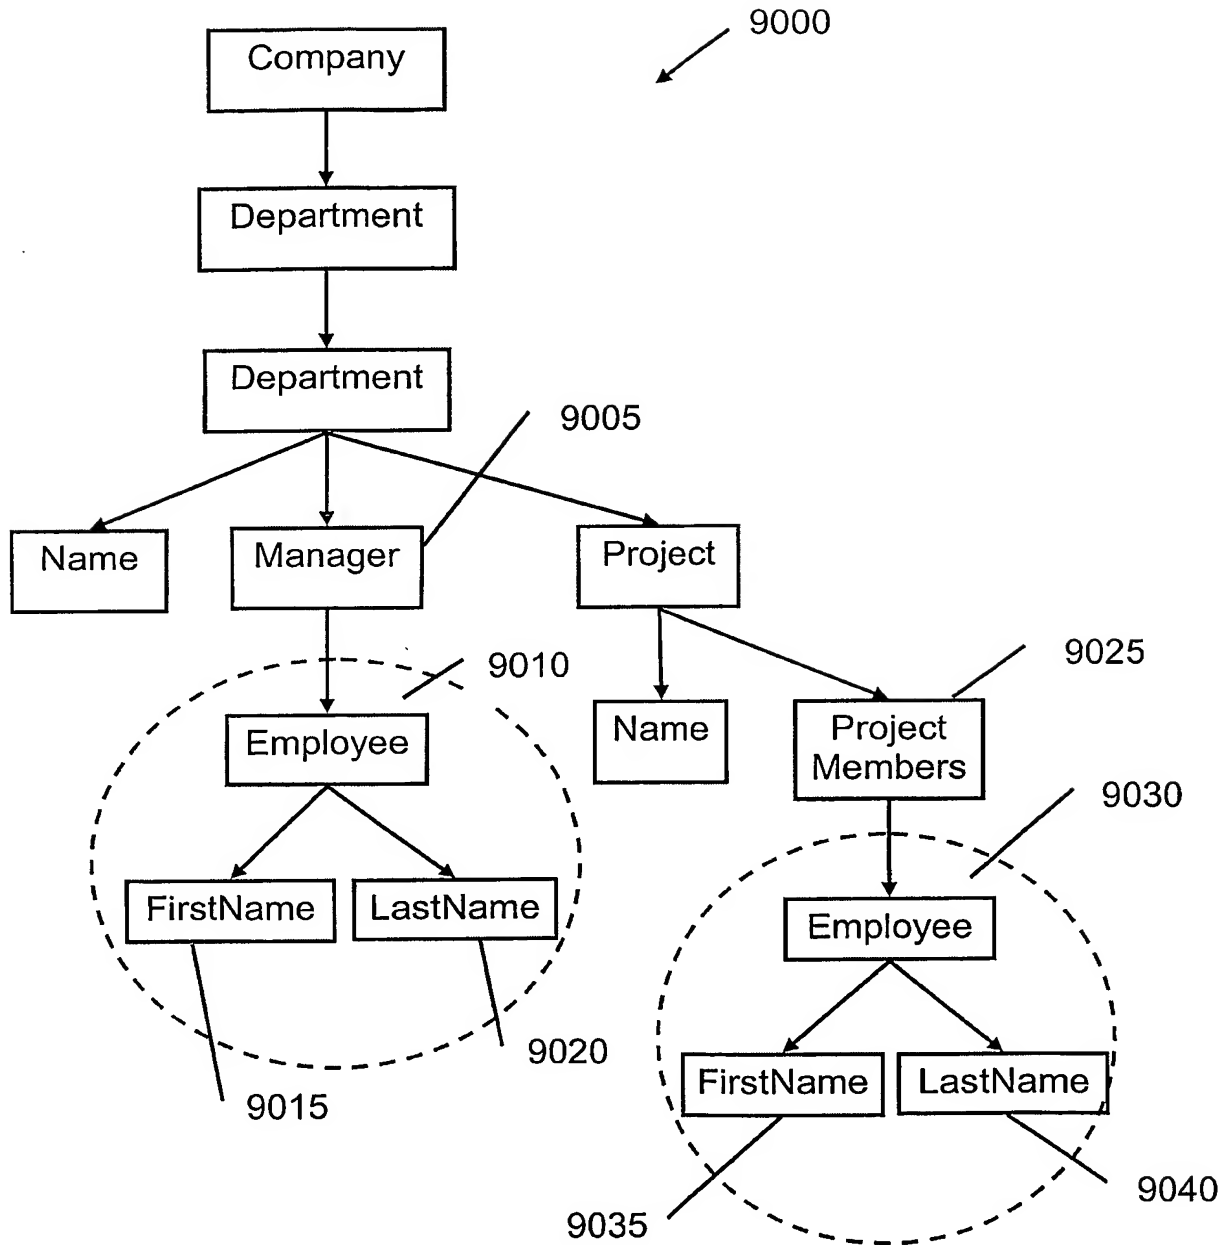 9000
Company
Department
Department
9005
Name
Manager
Project
9010
9025
Employee
Name
Project
Members
9030
FirstName
LastName
Employee
9020
9015
FirstName
LastName
9035
9040